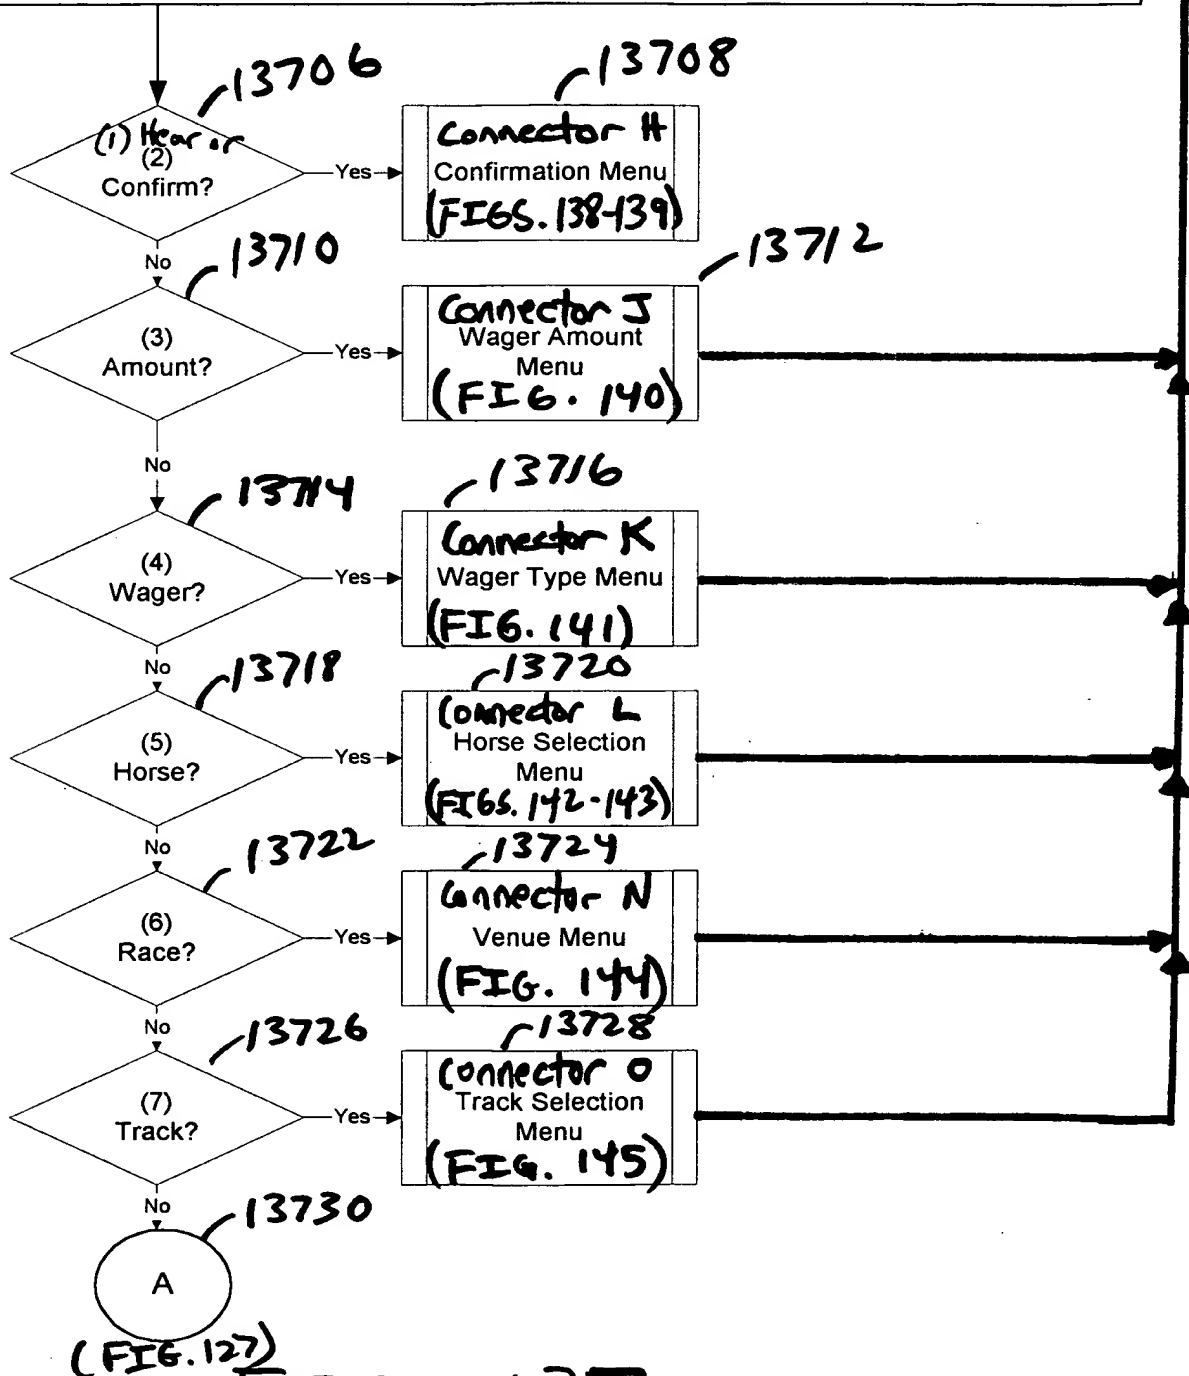 13706
13708
(1) Hear or
(2)
Confirm?
Yes
Connector H
Confirmation Menu
(FIGS. 138-139)
No
13710
13712
(3)
Amount?
Yes
Connector J
Wager Amount
Menu
(FIG. 140)
No
13714
13716
(4)
Wager?
Yes
Connector K
Wager Type Menu
(FIG. 141)
No
13718
13720
(5)
Horse?
Yes
Connector L
Horse Selection
Menu
(FIGS. 142-143)
No
13722
13724
(6)
Race?
Yes
Connector N
Venue Menu
(FIG. 144)
No
13726
13728
(7)
Track?
Yes
Connector O
Track Selection
Menu
(FIG. 145)
No
13730
A
(FIG. 127)